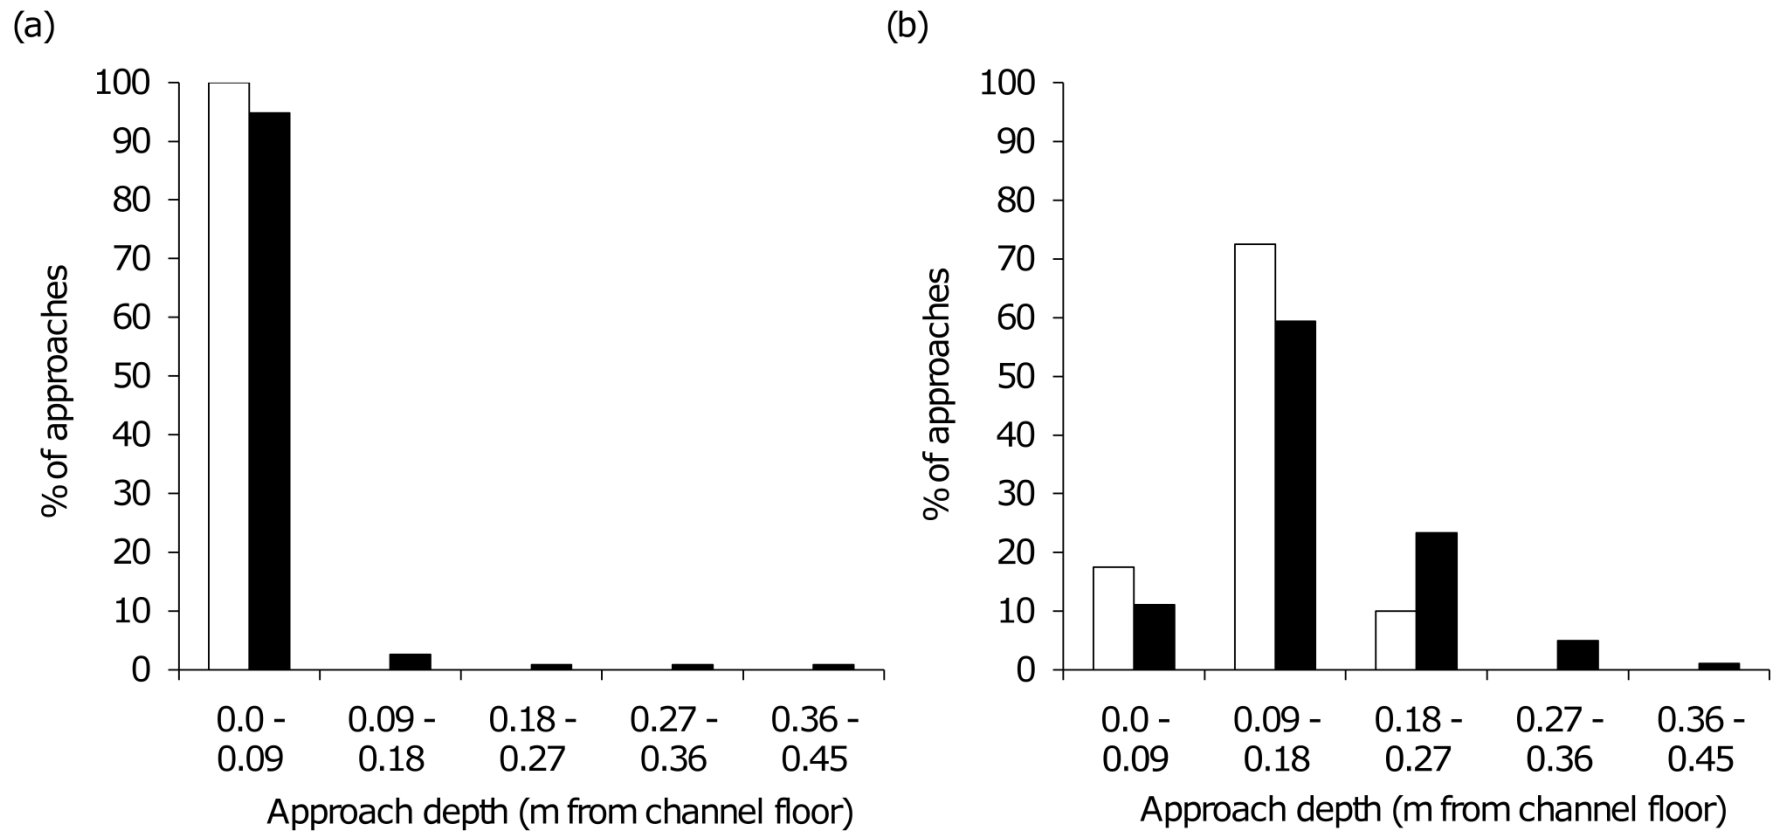 (a)
100
90
80
70
60
50
40
30
20
10
0
% of approaches
0.0 - 0.09 - 0.18 - 0.27 - 0.36 -
0.09 0.18 0.27 0.36 0.45
Approach depth (m from channel floor)
(b)
100
90
80
70
60
50
40
30
20
10
0
% of approaches
0.0 - 0.09 - 0.18 - 0.27 - 0.36 -
0.09 0.18 0.27 0.36 0.45
Approach depth (m from channel floor)